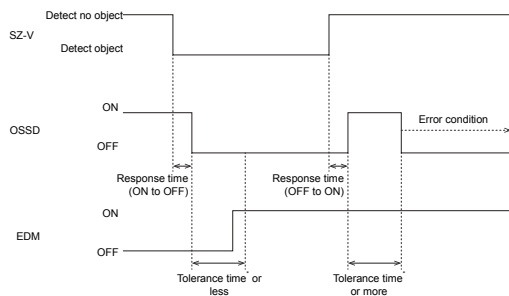 Detect no object
SZ-V
Detect object
ON
OSSD
Error condition
OFF
Response time
(ON to OFF)
Response time
(OFF to ON)
ON
EDM
OFF
Tolerance time* or
less
Tolerance time*
or more